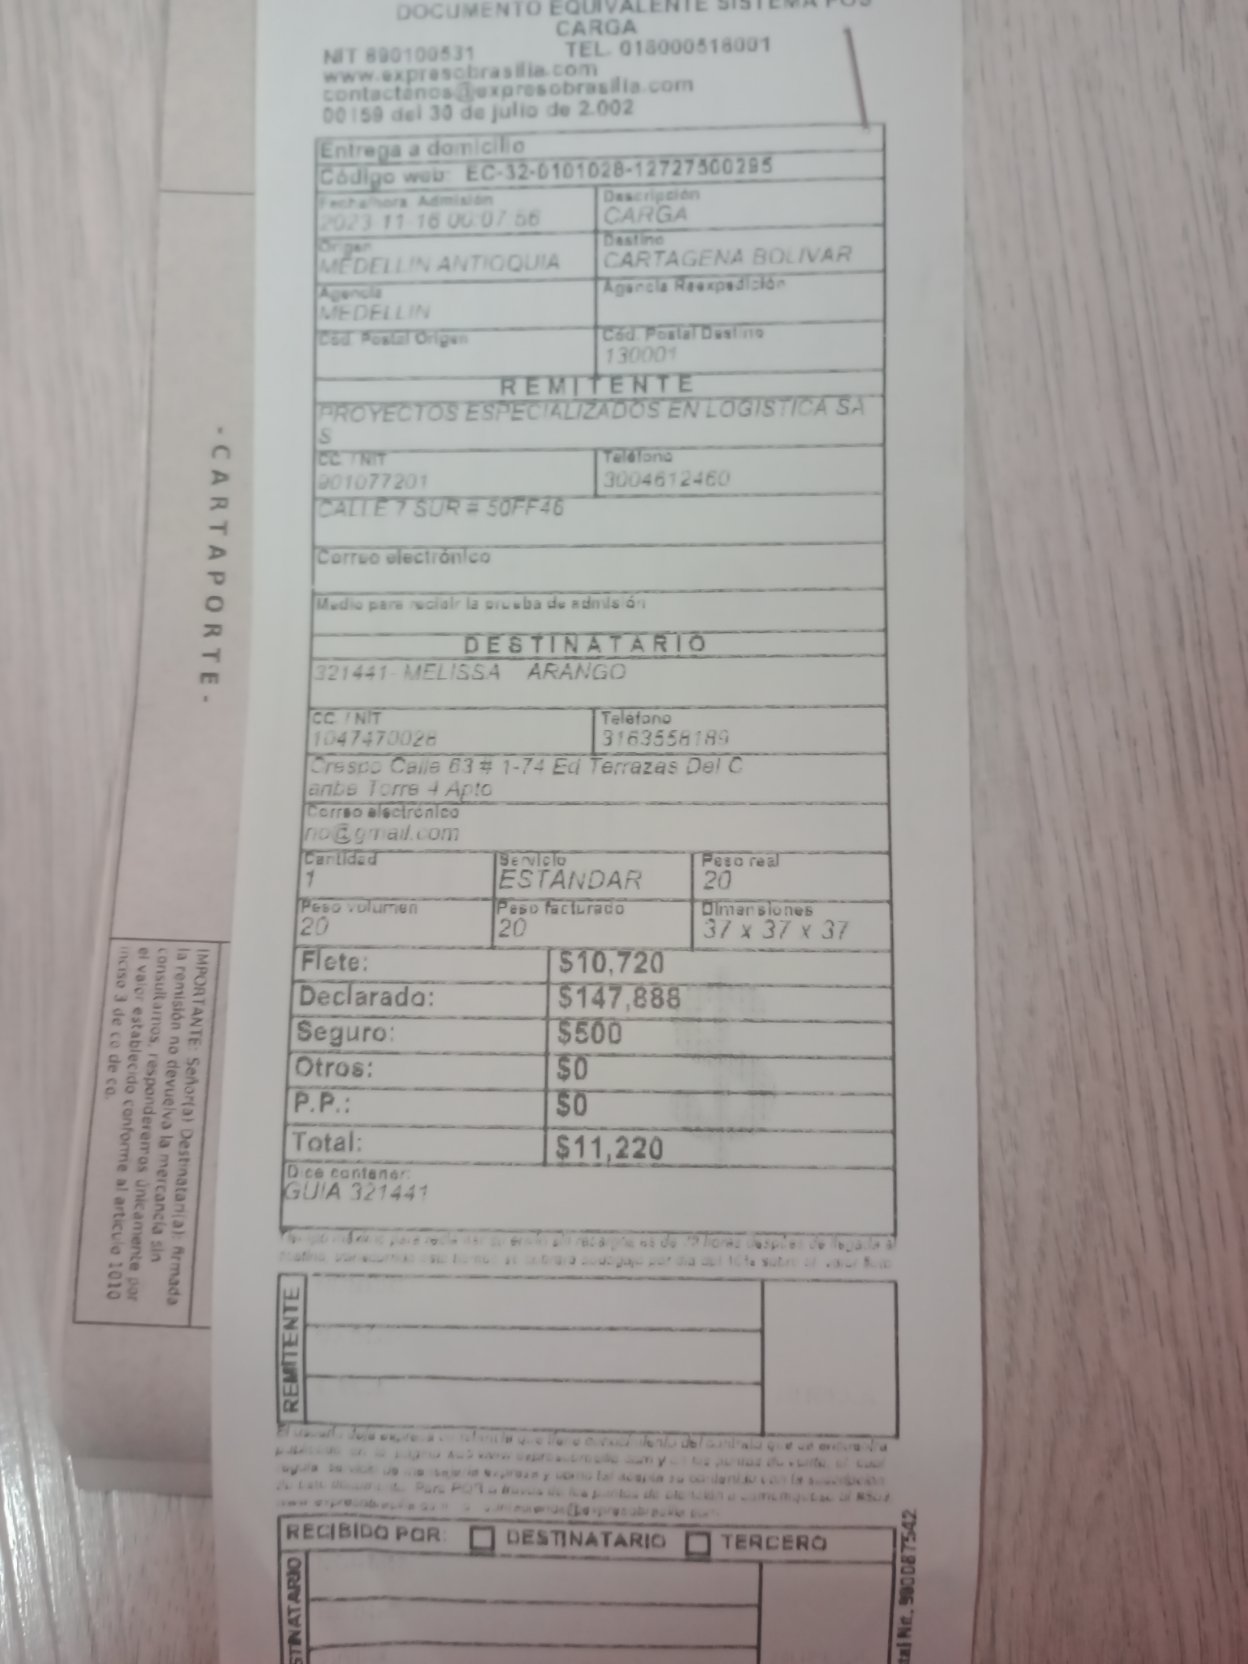 DOCUMENTO EQUIVALENTE SISTEMA POS
CARGA
NIT 890100531 TEL. 018000518001
www.expresobrasilia.com
contactenos@expresobrasilia.com
00159 del 30 de julio de 2.002
Entrega a domicilio
Código web: EC-32-0101028-12727500295
Fecha/hora Admisión Descripción
2023-11-16 00:07:56 CARGA
Origen Destino
MEDELLIN ANTIOQUIA CARTAGENA BOLIVAR
Agencia Agencia Reexpedición
MEDELLIN
Cód. Postal Origen Cód. Postal Destino
130001
REMITENTE
PROYECTOS ESPECIALIZADOS EN LOGISTICA SA
S
CC. / NIT Teléfono
901077201 3004612460
CALLE 7 SUR # 50FF46
Correo electrónico
Medio para recibir la prueba de admisión
DESTINATARIO
321441- MELISSA ARANGO
CC. / NIT Teléfono
1047470028 3163558189
Crespo Calle 63 # 1-74 Ed Terrazas Del C
aribe Torre 4 Apto
Correo electrónico
no@gmail.com
Cantidad Servicio Peso real
1 ESTANDAR 20
Peso volumen Peso facturado Dimensiones
20 20 37 x 37 x 37
Flete: $10,720
Declarado: $147,888
Seguro: $500
Otros: $0
P.P.: $0
Total: $11,220
Dice contener:
GUIA 321441
REMITENTE
RECIBIDO POR: DESTINATARIO TERCERO
STINATARIO
tal No. 900087542
- CARTAPORTE -
IMPORTANTE: Señor(a) Destinatari(a): firmada
la remisión no devuelva la mercancía sin
consultarnos, responderemos únicamente por
el valor establecido conforme al articulo 1010
inciso 3 de co de co.